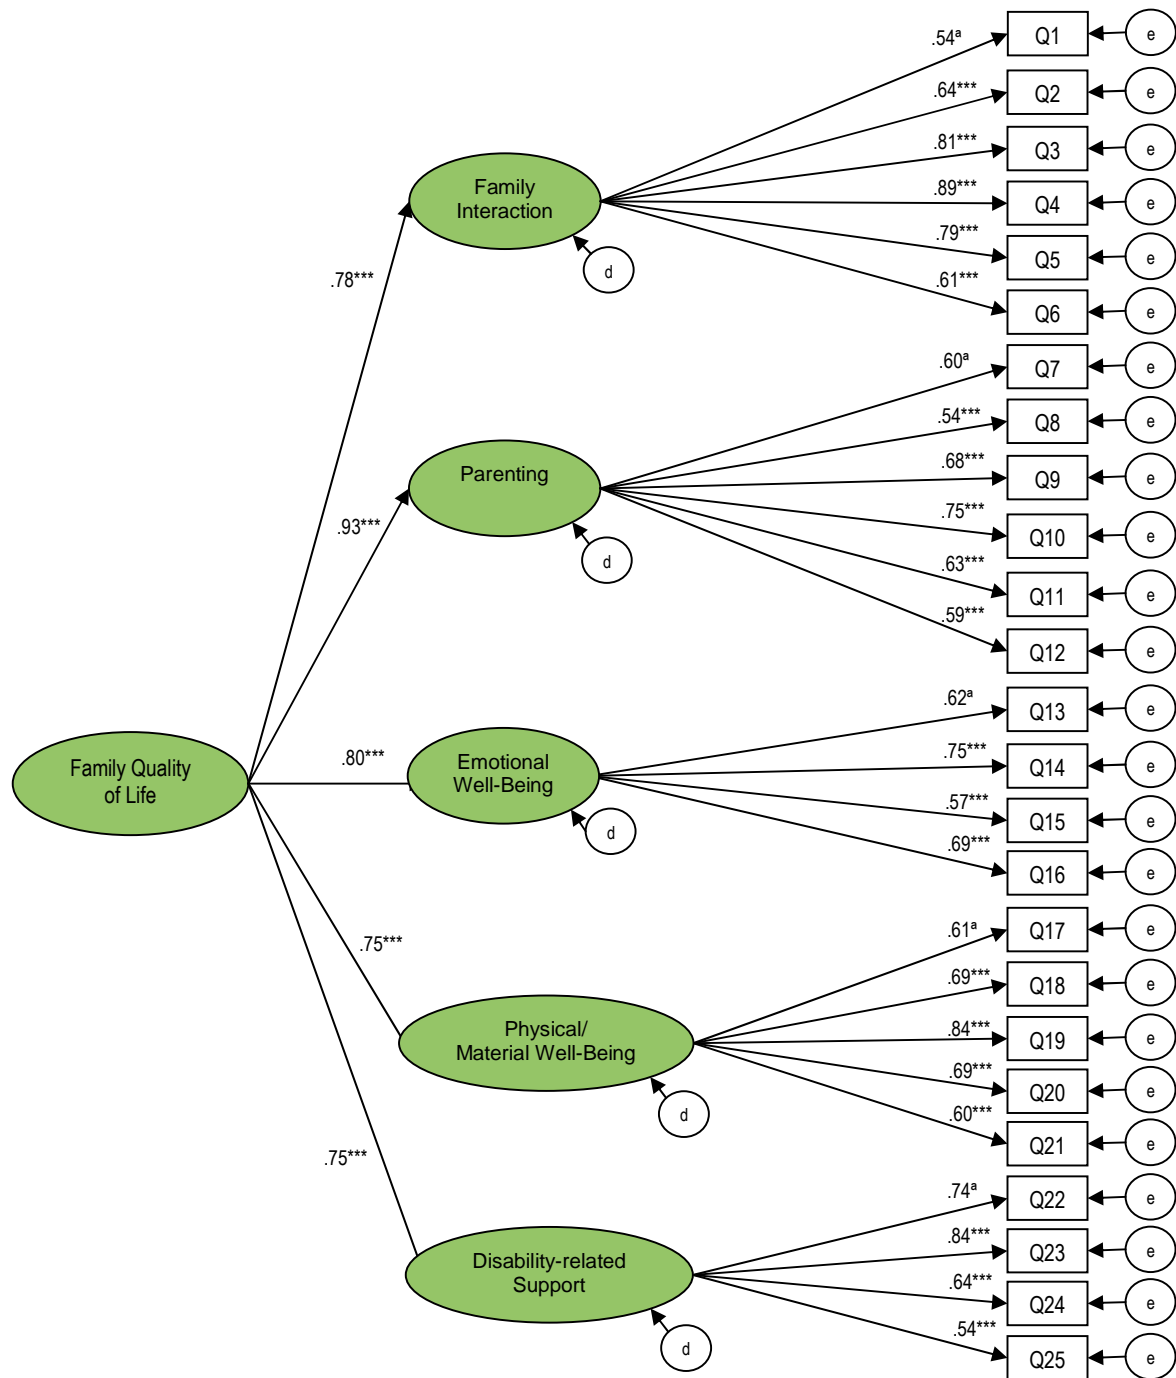 .54ª
Q1
e
.64***
Q2
e
.81***
Q3
e
Family
Interaction
.89***
Q4
e
.79***
Q5
e
d
.78***
.61***
Q6
e
.60ª
Q7
e
.54***
Q8
e
Parenting
.68***
Q9
e
.93***
.75***
Q10
e
d
.63***
Q11
e
.59***
Q12
e
.62ª
Q13
e
Family Quality
of Life
.80***
Emotional
Well-Being
.75***
Q14
e
d
.57***
Q15
e
.69***
Q16
e
.75***
.61ª
Q17
e
.69***
Q18
e
Physical/
Material Well-Being
.84***
Q19
e
.69***
Q20
e
d
.60***
Q21
e
.75***
.74ª
Q22
e
.84***
Q23
e
Disability-related
Support
.64***
Q24
e
d
.54***
Q25
e